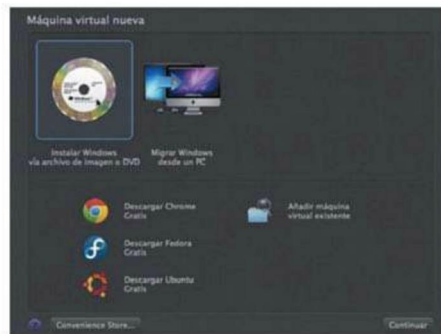 Máquina virtual nueva
Instalar Windows
vía archivo de imagen o DVD
Migrar Windows
desde un PC
Descargar Chrome
Gratis
Añadir máquina
virtual existente
Descargar Fedora
Gratis
Descargar Ubuntu
Gratis
Convenience Store...
Continuar